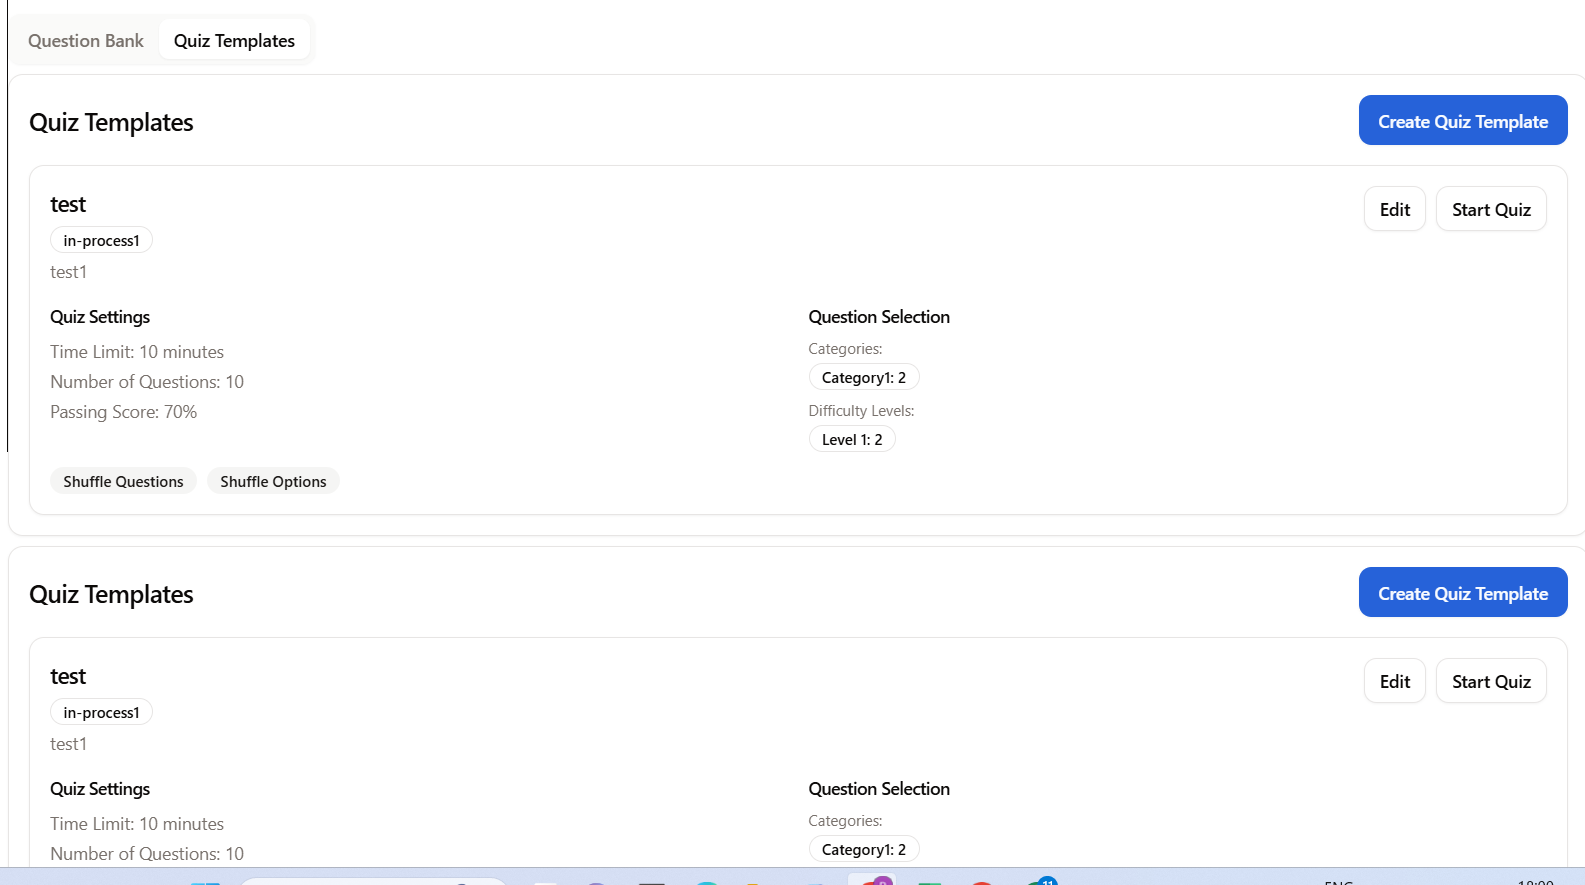 Question Bank Quiz Templates
Quiz Templates Create Quiz Template
test Edit Start Quiz
in-process1
test1
Quiz Settings Question Selection
Time Limit: 10 minutes Categories:
Number of Questions: 10 Category1: 2
Passing Score: 70% Difficulty Levels:
Level 1: 2
Shuffle Questions Shuffle Options
Quiz Templates Create Quiz Template
test Edit Start Quiz
in-process1
test1
Quiz Settings Question Selection
Time Limit: 10 minutes Categories:
Number of Questions: 10 Category1: 2
11